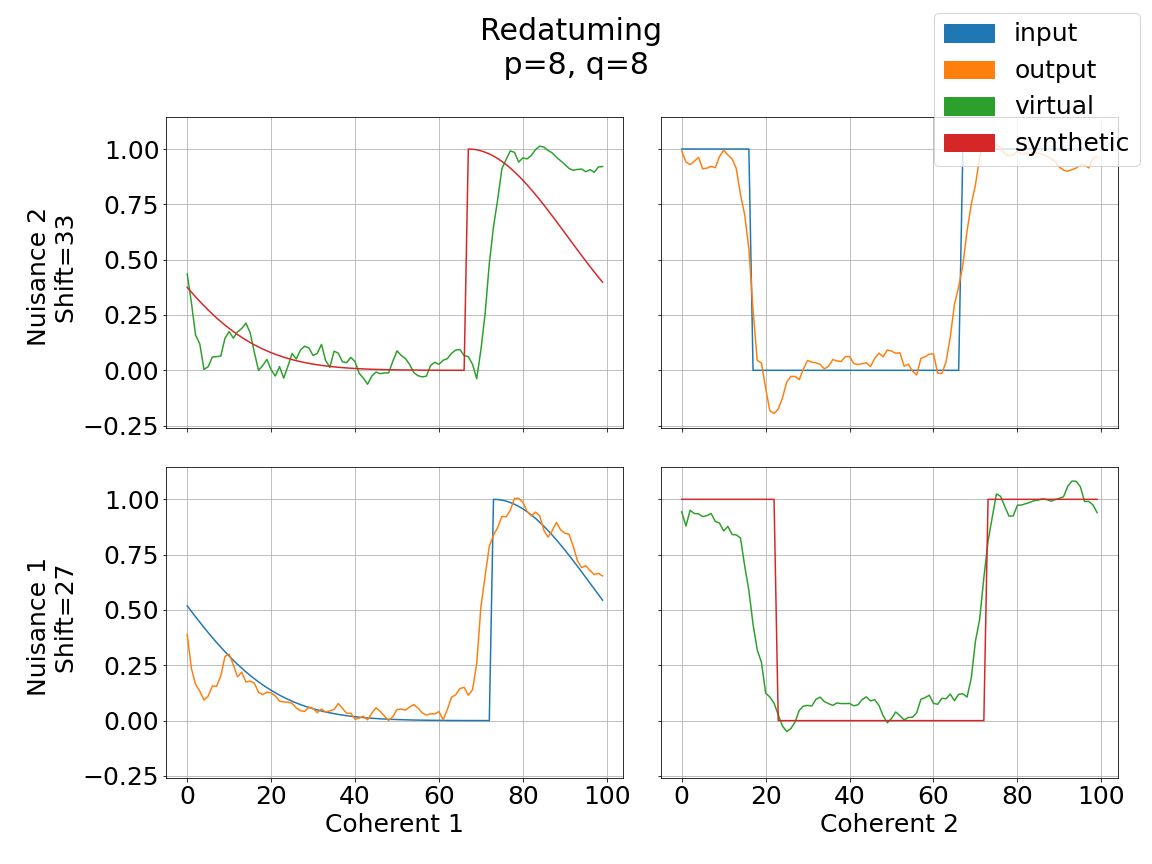 Redatuming
p=8, q=8
input
output
virtual
synthetic
Nuisance 2
Shift=33
1.00
0.75
0.50
0.25
0.00
−0.25
Nuisance 1
Shift=27
1.00
0.75
0.50
0.25
0.00
−0.25
0 20 40 60 80 100
Coherent 1
0 20 40 60 80 100
Coherent 2